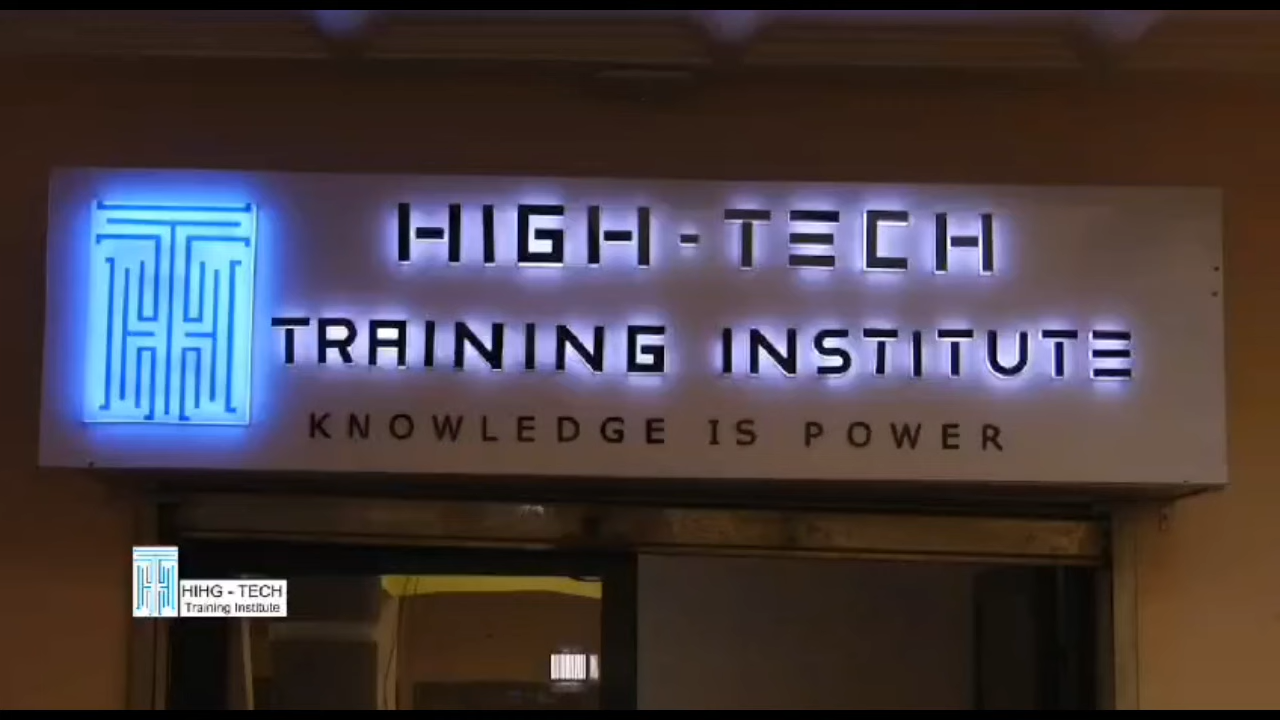 HIGH-TECH
TRAINING INSTITUTE
KNOWLEDGE IS POWER
HIHG - TECH
Training Institute